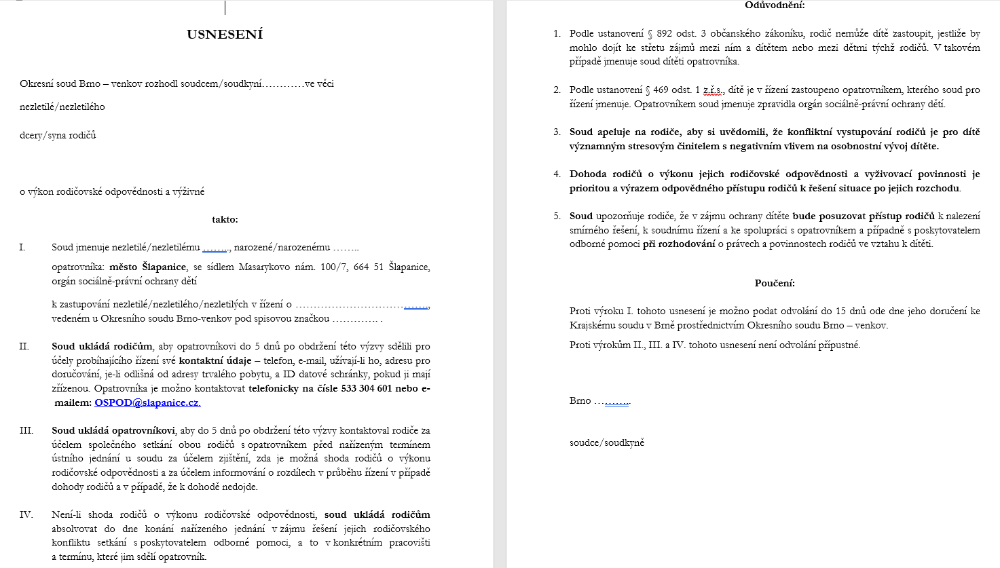 USNESENÍ
Okresní soud Brno – venkov rozhodl soudcem/soudkyní…………ve věci
nezletilé/nezletilého
dcery/syna rodičů
o výkon rodičovské odpovědnosti a výživné
takto:
I. Soud jmenuje nezletilé/nezletilému …….., narozené/narozenému ……..
opatrovníka: město Šlapanice, se sídlem Masarykovo nám. 100/7, 664 51 Šlapanice,
orgán sociálně-právní ochrany dětí
k zastupování nezletilé/nezletilého/nezletilých v řízení o ………………………………,
vedeném u Okresního soudu Brno-venkov pod spisovou značkou …………. .
II. Soud ukládá rodičům, aby opatrovníkovi do 5 dnů po obdržení této výzvy sdělili pro
účely probíhajícího řízení své kontaktní údaje – telefon, e-mail, užívají-li ho, adresu pro
doručování, je-li odlišná od adresy trvalého pobytu, a ID datové schránky, pokud ji mají
zřízenou. Opatrovníka je možno kontaktovat telefonicky na čísle 533 304 601 nebo e-
mailem: OSPOD@slapanice.cz.
III. Soud ukládá opatrovníkovi, aby do 5 dnů po obdržení této výzvy kontaktoval rodiče za
účelem společného setkání obou rodičů s opatrovníkem před nařízeným termínem
ústního jednání u soudu za účelem zjištění, zda je možná shoda rodičů o výkonu
rodičovské odpovědnosti a za účelem informování o rozdílech v průběhu řízení v případě
dohody rodičů a v případě, že k dohodě nedojde.
IV. Není-li shoda rodičů o výkonu rodičovské odpovědnosti, soud ukládá rodičům
absolvovat do dne konání nařízeného jednání v zájmu řešení jejich rodičovského
konfliktu setkání s poskytovatelem odborné pomoci, a to v konkrétním pracovišti
a termínu, které jim sdělí opatrovník.
Odůvodnění:
1. Podle ustanovení § 892 odst. 3 občanského zákoníku, rodič nemůže dítě zastoupit, jestliže by
mohlo dojít ke střetu zájmů mezi ním a dítětem nebo mezi dětmi týchž rodičů. V takovém
případě jmenuje soud dítěti opatrovníka.
2. Podle ustanovení § 469 odst. 1 z.ř.s., dítě je v řízení zastoupeno opatrovníkem, kterého soud pro
řízení jmenuje. Opatrovníkem soud jmenuje zpravidla orgán sociálně-právní ochrany dětí.
3. Soud apeluje na rodiče, aby si uvědomili, že konfliktní vystupování rodičů je pro dítě
významným stresovým činitelem s negativním vlivem na osobnostní vývoj dítěte.
4. Dohoda rodičů o výkonu jejich rodičovské odpovědnosti a vyživovací povinnosti je
prioritou a výrazem odpovědného přístupu rodičů k řešení situace po jejich rozchodu.
5. Soud upozorňuje rodiče, že v zájmu ochrany dítěte bude posuzovat přístup rodičů k nalezení
smírného řešení, k soudnímu řízení a ke spolupráci s opatrovníkem a případně s poskytovatelem
odborné pomoci při rozhodování o právech a povinnostech rodičů ve vztahu k dítěti.
Poučení:
Proti výroku I. tohoto usnesení je možno podat odvolání do 15 dnů ode dne jeho doručení ke
Krajskému soudu v Brně prostřednictvím Okresního soudu Brno – venkov.
Proti výrokům II., III. a IV. tohoto usnesení není odvolání přípustné.
Brno ………..
soudce/soudkyně